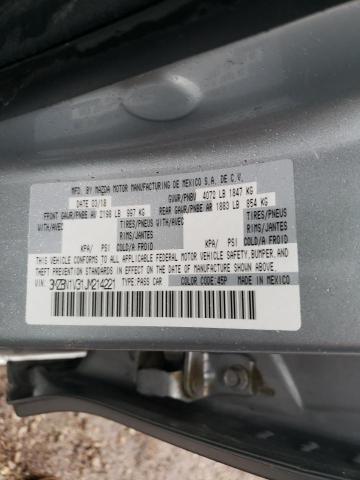 MFD. BY MAZDA MOTOR MANUFACTURING DE MEXICO S.A. DE C.V.
DATE 03/18 GVWR/PNBV 4072 LB 1847 KG
FRONT GAWR/PNBE AV 2198 LB 997 KG REAR GAWR/PNBE AR 1883 LB 854 KG
WITH/AVEC TIRES/PNEUS WITH/AVEC TIRES/PNEUS
RIMS/JANTES RIMS/JANTES
KPA/ PSI COLD/A FROID KPA/ PSI COLD/A FROID
THIS VEHICLE CONFORMS TO ALL APPLICABLE FEDERAL MOTOR VEHICLE SAFETY, BUMPER, AND
THEFT PREVENTION STANDARDS IN EFFECT ON THE DATE OF MANUFACTURE SHOWN ABOVE.
VIN: 3MZBN1V31JM214221 TYPE: PASS CAR COLOR CODE: 45P MADE IN MEXICO